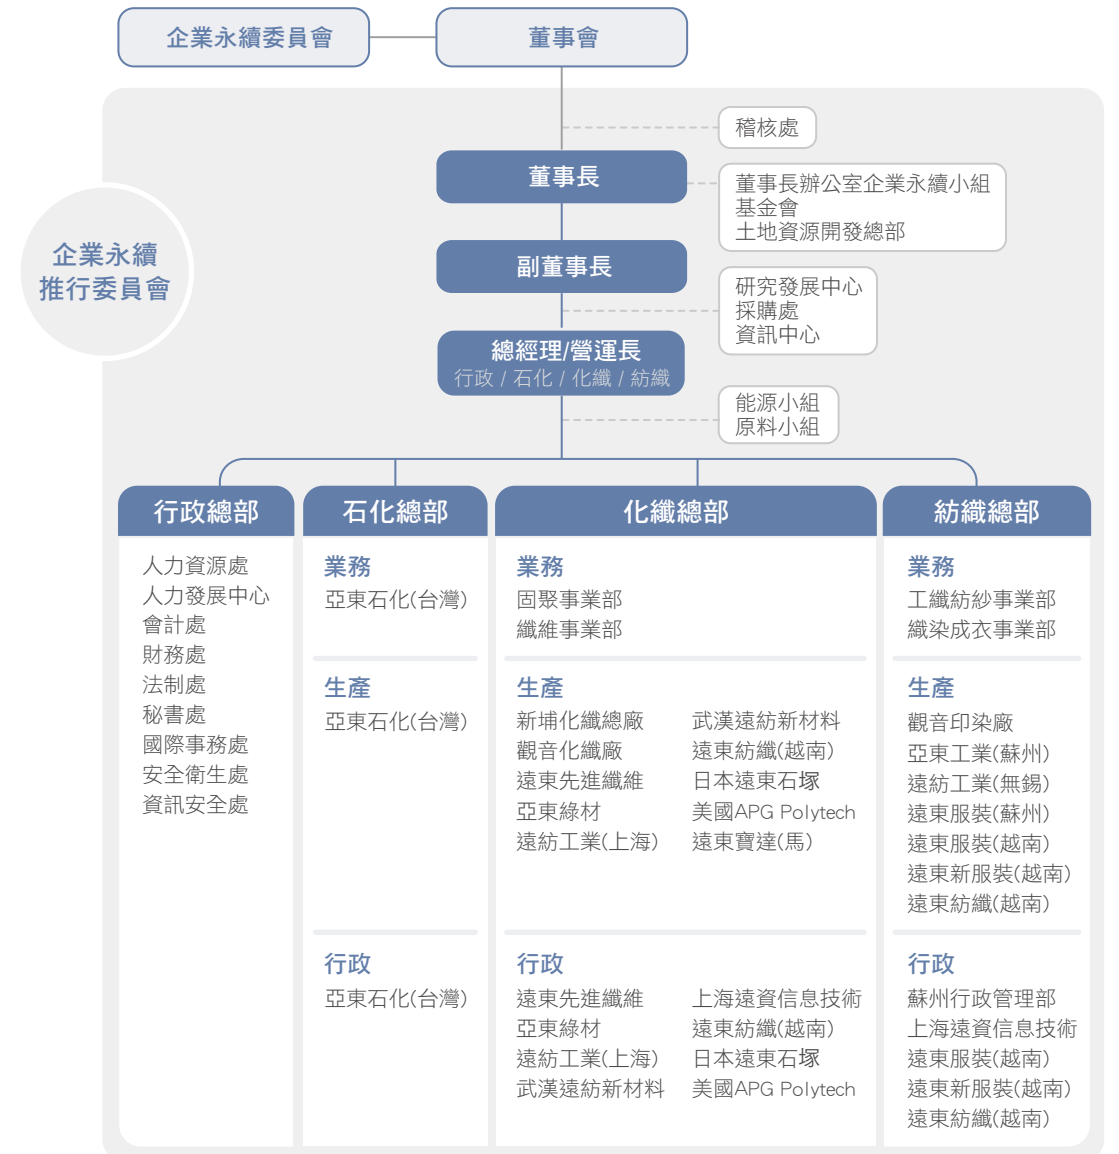 企業永續委員會
董事會
稽核處
董事長
董事長辦公室企業永續小組
基金會
土地資源開發總部
企業永續
推行委員會
副董事長
研究發展中心
採購處
資訊中心
總經理/營運長
行政 / 石化 / 化纖 / 紡織
能源小組
原料小組
行政總部
人力資源處
人力發展中心
會計處
財務處
法制處
秘書處
國際事務處
安全衛生處
資訊安全處
石化總部
業務
亞東石化(台灣)
生產
亞東石化(台灣)
行政
亞東石化(台灣)
化纖總部
業務
固聚事業部
纖維事業部
生產
新埔化纖總廠
觀音化纖廠
遠東先進纖維
亞東綠材
遠紡工業(上海)
武漢遠紡新材料
遠東紡纖(越南)
日本遠東石塚
美國APG Polytech
遠東寶達(馬)
行政
遠東先進纖維
亞東綠材
遠紡工業(上海)
武漢遠紡新材料
上海遠資信息技術
遠東紡纖(越南)
日本遠東石塚
美國APG Polytech
紡織總部
業務
工纖紡紗事業部
織染成衣事業部
生產
觀音印染廠
亞東工業(蘇州)
遠紡工業(無錫)
遠東服裝(蘇州)
遠東服裝(越南)
遠東新服裝(越南)
遠東紡纖(越南)
行政
蘇州行政管理部
上海遠資信息技術
遠東服裝(越南)
遠東新服裝(越南)
遠東紡纖(越南)